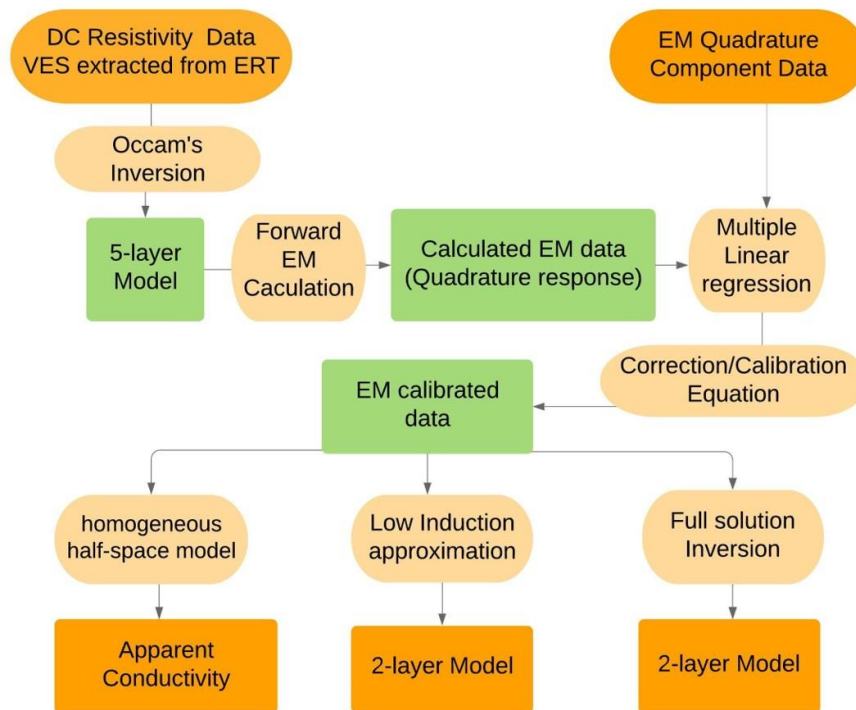 DC Resistivity Data
VES extracted from ERT
EM Quadrature
Component Data
Occam's
Inversion
5-layer
Model
Forward
EM
Caculation
Calculated EM data
(Quadrature response)
Multiple
Linear
regression
Correction/Calibration
Equation
EM calibrated
data
homogeneous
half-space model
Low Induction
approximation
Full solution
Inversion
Apparent
Conductivity
2-layer Model
2-layer Model